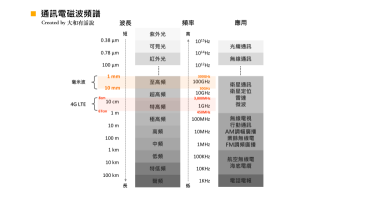 通訊電磁波頻譜
Created by 大和有話說
波長 頻率 應用
短 紫外光 高
0.38 μm 可見光 10¹⁵Hz 光纖通訊
0.78 μm 紅外光 10¹⁴Hz 無線通訊
100 μm 10¹²Hz
1 mm
毫米波 至高頻 100GHz 衛星通訊
10 mm 衛星定位
超高頻 10GHz 雷達
4G LTE 10 cm 特高頻 1GHz 微波
1 m
極高頻 100MHz 無線電視
10 m 高頻 10MHz 行動通訊
100 m 中頻 1MHz AM調幅廣播
業餘無線電
FM調頻廣播
1 km 低頻 100KHz 航空無線電
10 km 特低頻 10KHz 海底電纜
100 km 1KHz 電話電纜
長 低